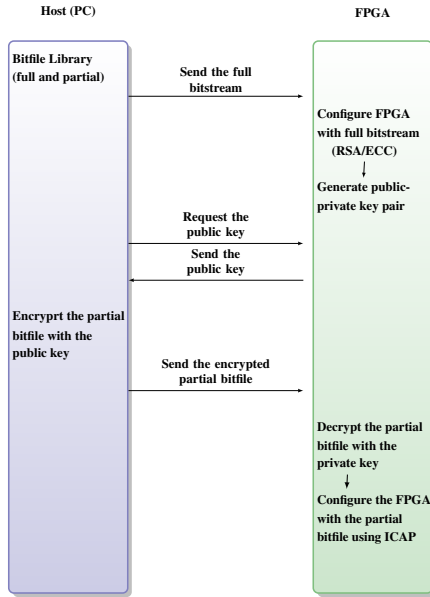 Host (PC)
FPGA
Bitfile Library
(full and partial)
Send the full
bitstream
Configure FPGA
with full bitstream
(RSA/ECC)
Generate public-
private key pair
Request the
public key
Send the
public key
Encryprt the partial
bitfile with the
public key
Send the encrypted
partial bitfile
Decrypt the partial
bitfile with the
private key
Configure the FPGA
with the partial
bitfile using ICAP